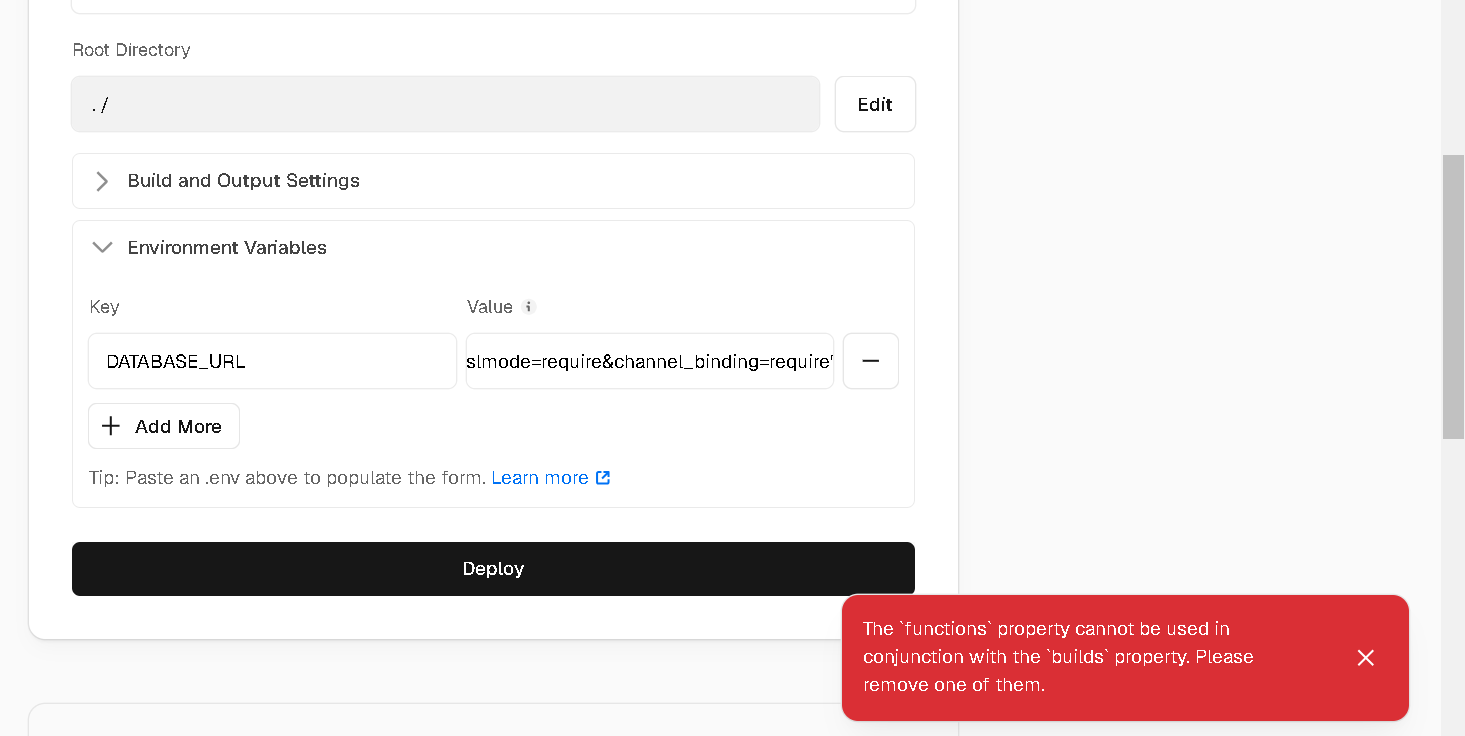 Root Directory
./
Edit
Build and Output Settings
Environment Variables
Key
Value
DATABASE_URL
slmode=require&channel_binding=require'
Add More
Tip: Paste an .env above to populate the form. Learn more
Deploy
The `functions` property cannot be used in
conjunction with the `builds` property. Please
remove one of them.